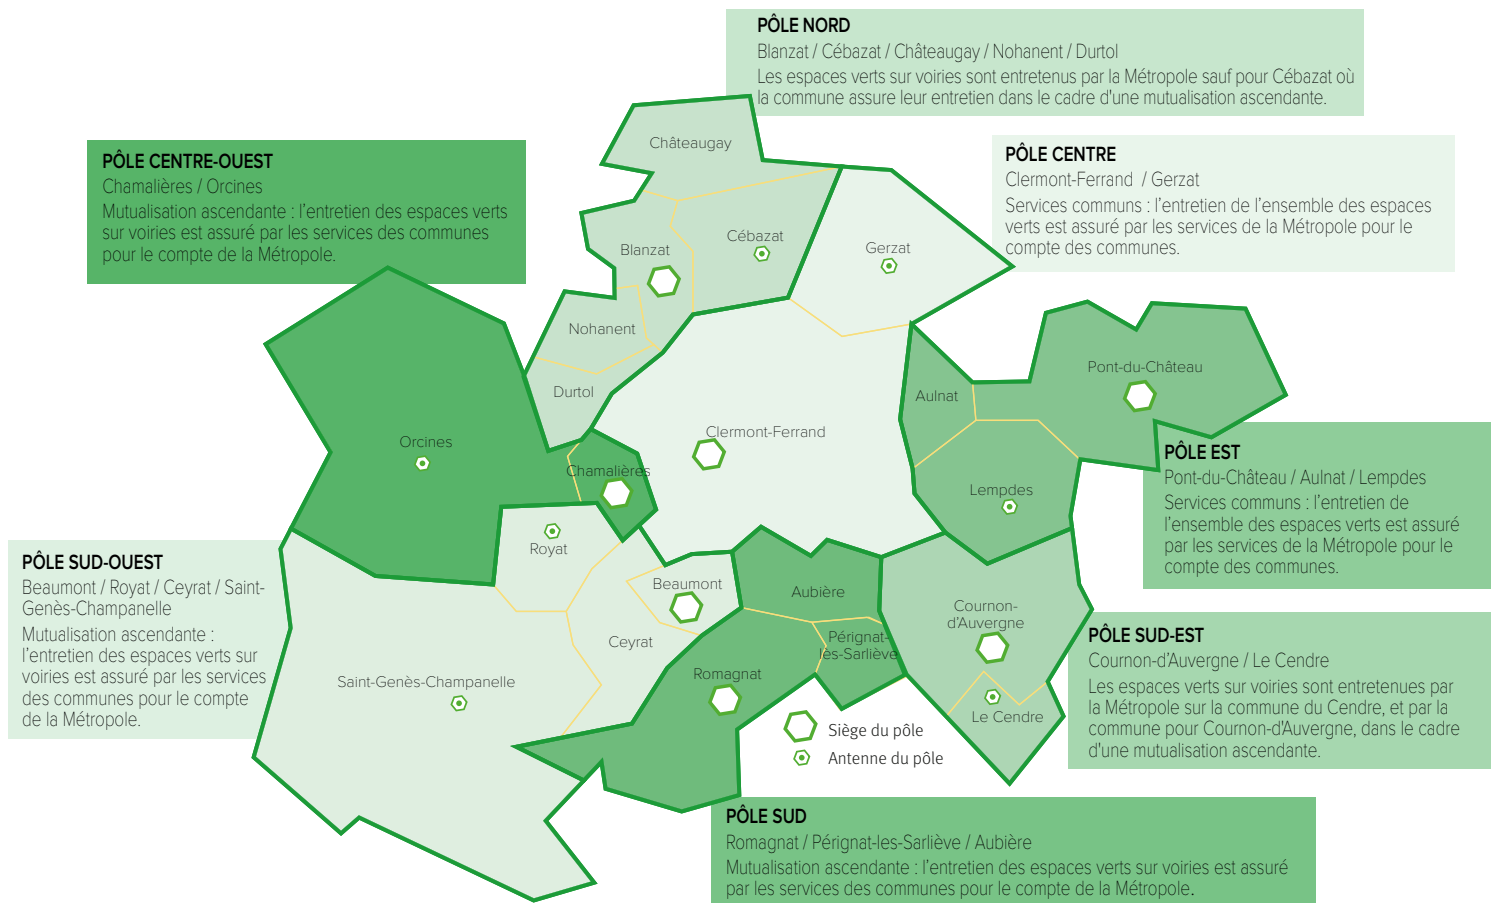 PÔLE NORD
Blanzat / Cébazat / Châteaugay / Nohanent / Durtol
Les espaces verts sur voiries sont entretenus par la Métropole sauf pour Cébazat où
la commune assure leur entretien dans le cadre d'une mutualisation ascendante.
PÔLE CENTRE-OUEST
Chamalières / Orcines
Mutualisation ascendante : l'entretien des espaces verts
sur voiries est assuré par les services des communes
pour le compte de la Métropole.
PÔLE CENTRE
Clermont-Ferrand / Gerzat
Services communs : l'entretien de l'ensemble des espaces
verts est assuré par les services de la Métropole pour le
compte des communes.
Châteaugay
Cébazat
Blanzat
Gerzat
Nohanent
Durtol
Pont-du-Château
Aulnat
Orcines
Clermont-Ferrand
Chamalières
Lempdes
PÔLE EST
Pont-du-Château / Aulnat / Lempdes
Services communs : l'entretien de
l'ensemble des espaces verts est assuré
par les services de la Métropole pour le
compte des communes.
Royat
Beaumont
Aubière
Cournon-
d'Auvergne
Ceyrat
Pérignat-
lès-Sarliève
Romagnat
Saint-Genès-Champanelle
Le Cendre
PÔLE SUD-OUEST
Beaumont / Royat / Ceyrat / Saint-
Genès-Champanelle
Mutualisation ascendante :
l'entretien des espaces verts sur
voiries est assuré par les services
des communes pour le compte
de la Métropole.
PÔLE SUD-EST
Cournon-d'Auvergne / Le Cendre
Les espaces verts sur voiries sont entretenues par
la Métropole sur la commune du Cendre, et par la
commune pour Cournon-d'Auvergne, dans le cadre
d'une mutualisation ascendante.
Siège du pôle
Antenne du pôle
PÔLE SUD
Romagnat / Pérignat-les-Sarliève / Aubière
Mutualisation ascendante : l'entretien des espaces verts sur voiries est assuré
par les services des communes pour le compte de la Métropole.